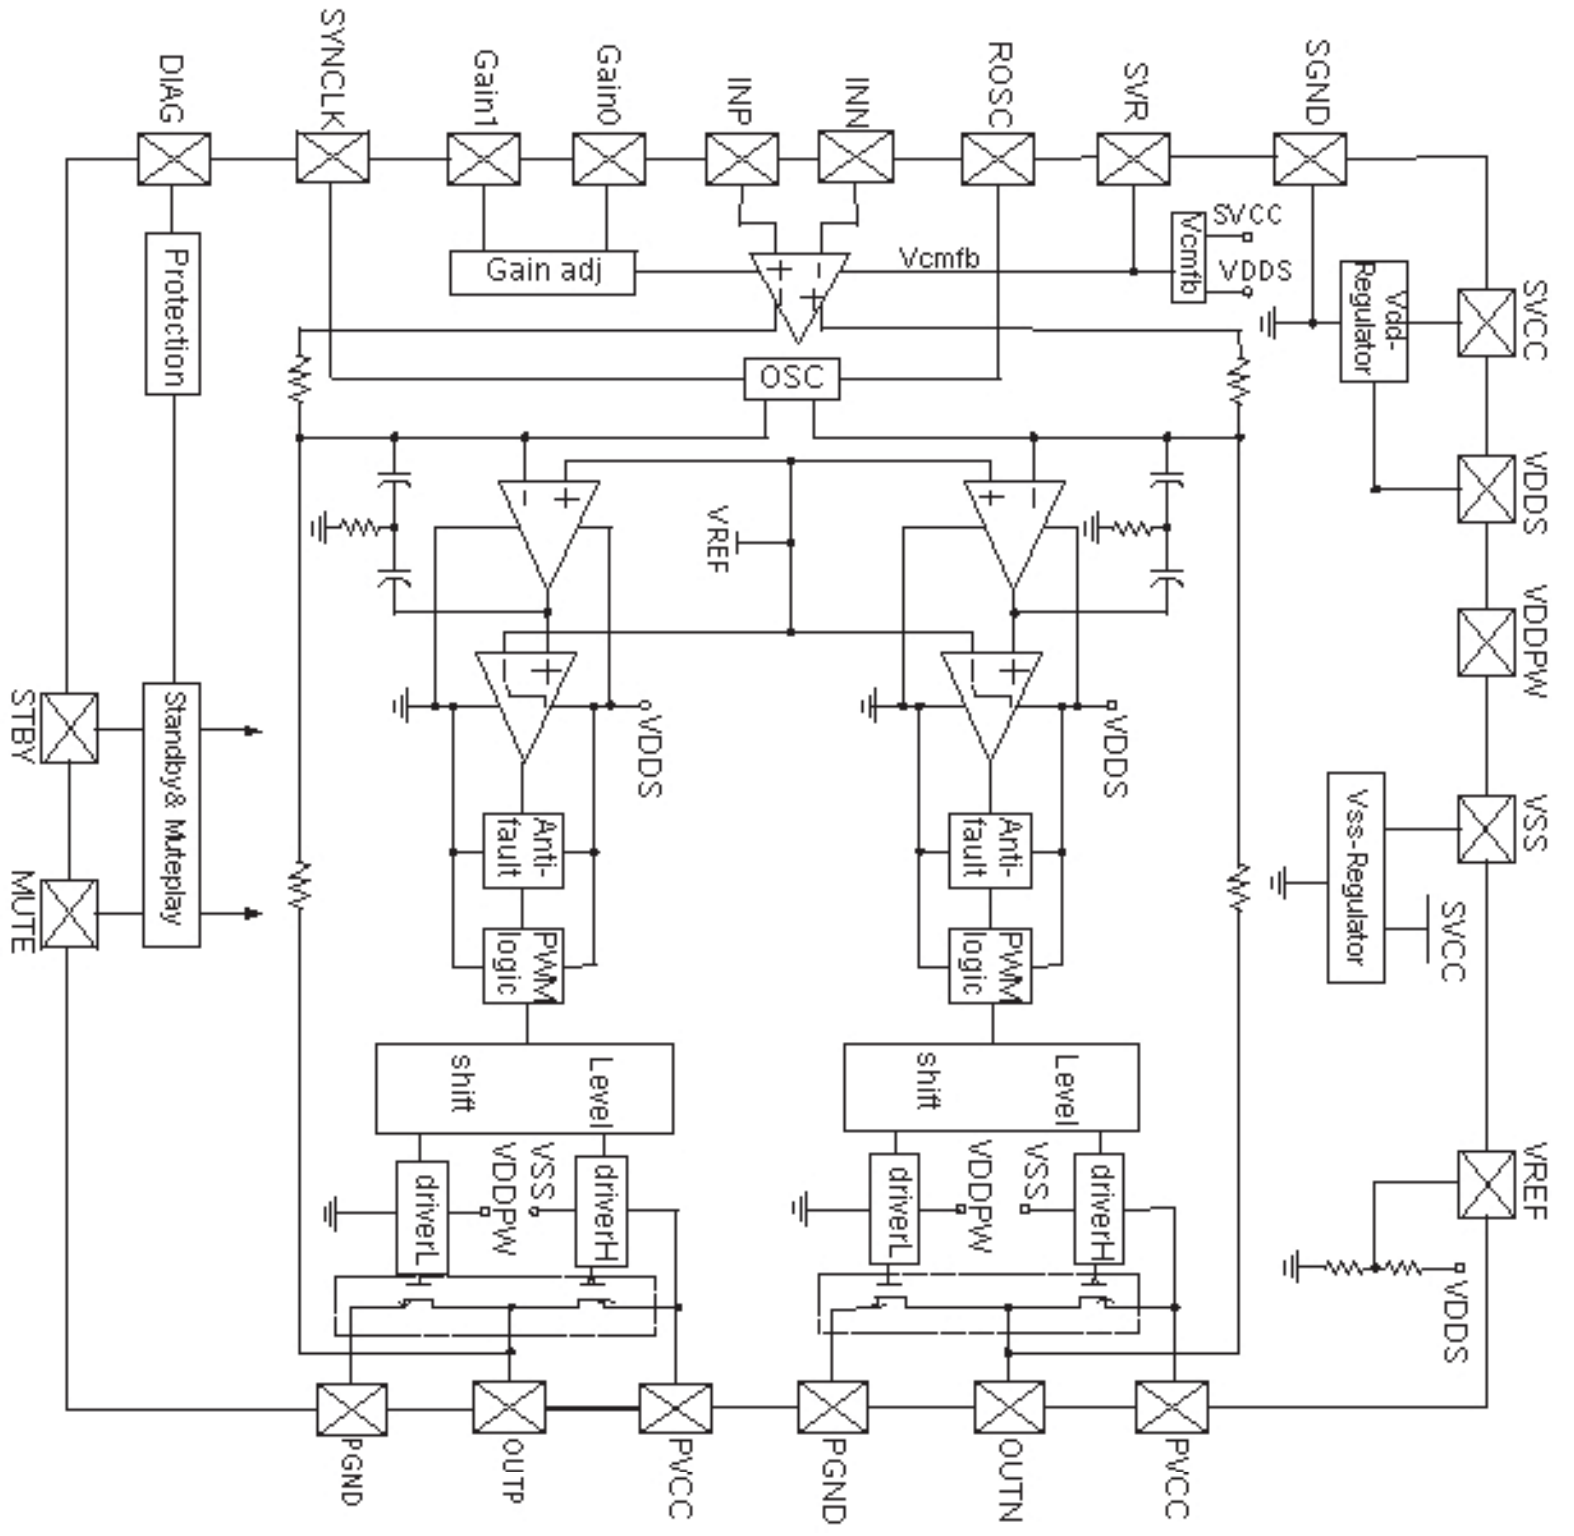 DIAG
SYNCLK
Gain1
Gain0
INP
INN
ROSC
SVR
SGND
Protection
Gain adj
Vcmfb
Vcmfb
SVCC
VDDS
Vdd-
Regulator
SVCC
OSC
+
-
-
+
-
+
+
-
VREF
VDDS
VDDPW
+
+
STBY
Standby& Muteplay
MUTE
VDDS
VDDS
Anti-
fault
Anti-
fault
Vss-Regulator
VSS
SVCC
PWM
logic
PWM
logic
Level
shift
Level
shift
driverL
VDDPW
VSS
driverH
driverL
VDDPW
VSS
driverH
VREF
VDDS
PGND
OUTP
PVCC
PGND
OUTN
PVCC